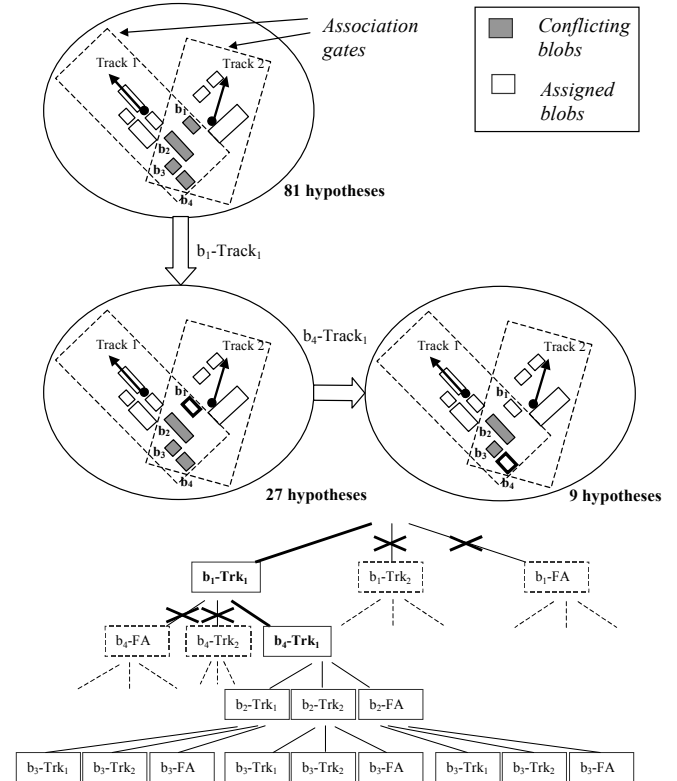 Association gates
Conflicting blobs
Assigned blobs
Track 1
Track 2
b₁
b₂
b₃
b₄
81 hypotheses
b₁-Track₁
Track 1
Track 2
b₁
b₂
b₃
b₄
27 hypotheses
b₄-Track₁
Track 1
Track 2
b₁
b₂
b₃
b₄
9 hypotheses
b₁-Trk₁
b₁-Trk₂
b₁-FA
b₄-FA
b₄-Trk₂
b₄-Trk₁
b₂-Trk₁
b₂-Trk₂
b₂-FA
b₃-Trk₁
b₃-Trk₂
b₃-FA
b₃-Trk₁
b₃-Trk₂
b₃-FA
b₃-Trk₁
b₃-Trk₂
b₃-FA